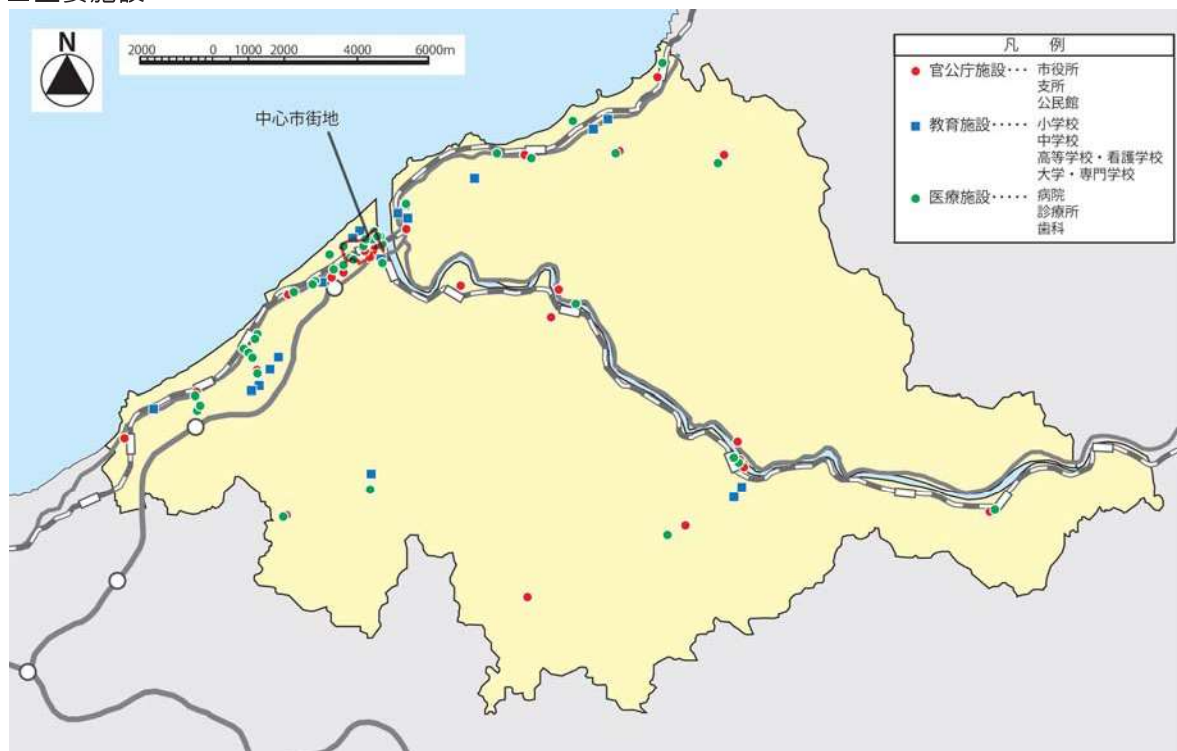 N
2000 0 1000 2000 4000 6000m
中心市街地
凡 例
官公庁施設・・・ 市役所
支所
公民館
教育施設・・・・・ 小学校
中学校
高等学校・看護学校
大学・専門学校
医療施設・・・・・ 病院
診療所
歯科